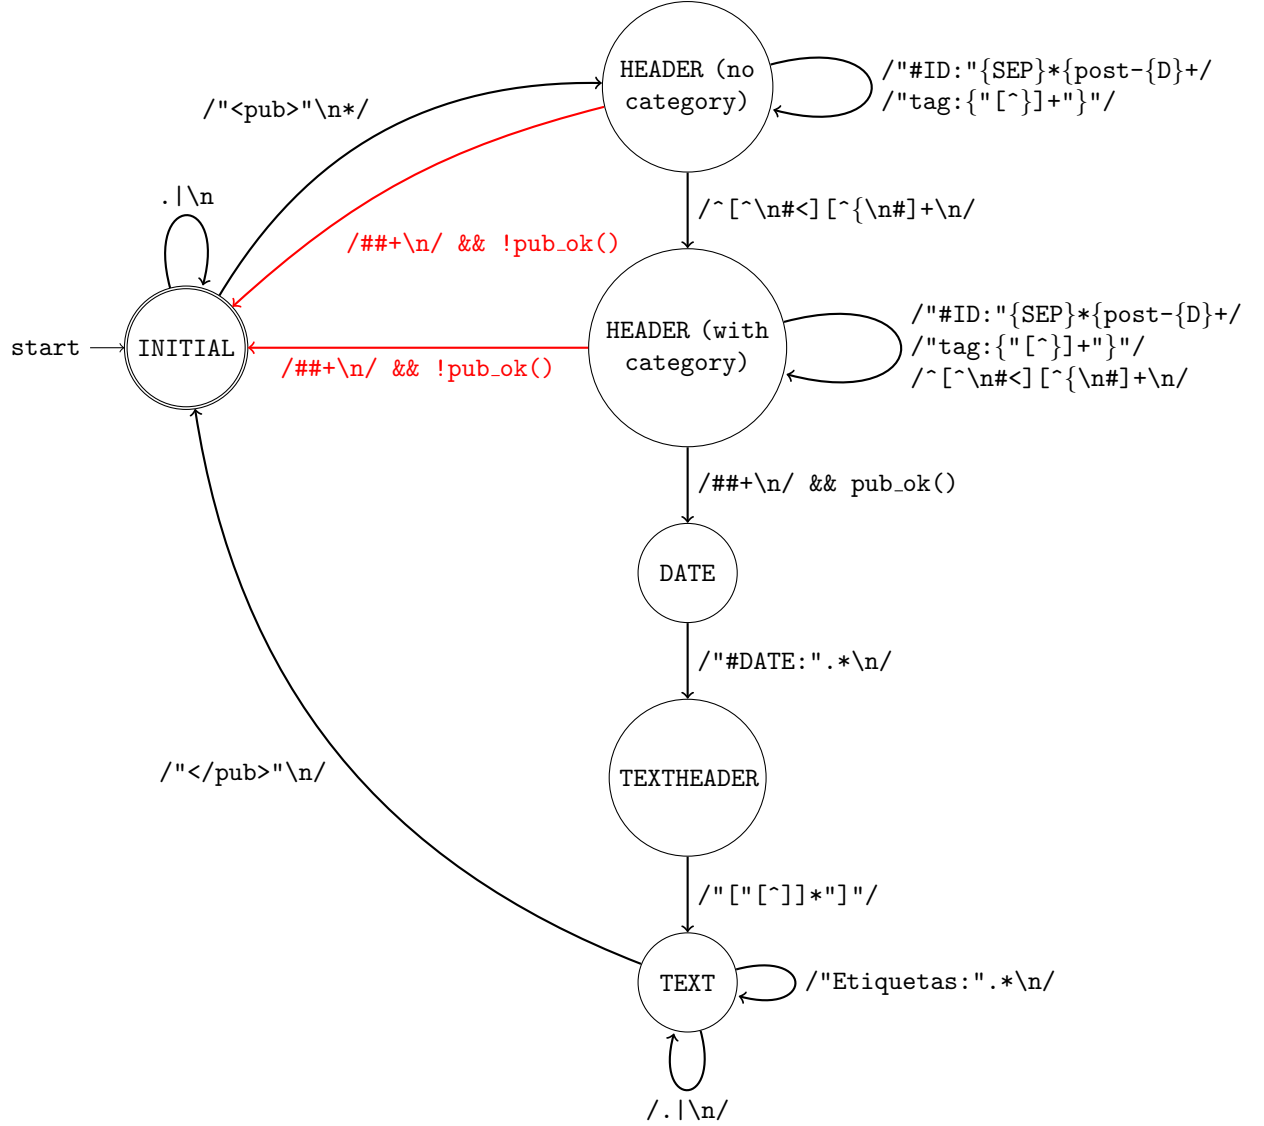 HEADER (no
category)
/"#ID:"{SEP}*{post-{D}+/
/"tag:{"[^}]+"}"/
/"<pub>"\n*/
.|\n
/^[^\n#<][^{\n#]+\n/
/##+\n/ && !pub_ok()
start
INITIAL
HEADER (with
category)
/"#ID:"{SEP}*{post-{D}+/
/"tag:{"[^}]+"}"/
/^[^\n#<][^{\n#]+\n/
/##+\n/ && !pub_ok()
/##+\n/ && pub_ok()
DATE
/"#DATE:".*\n/
/"</pub>"\n/
TEXTHEADER
/"["[^]]*"]"/
TEXT
/"Etiquetas:".*\n/
/.|\n/